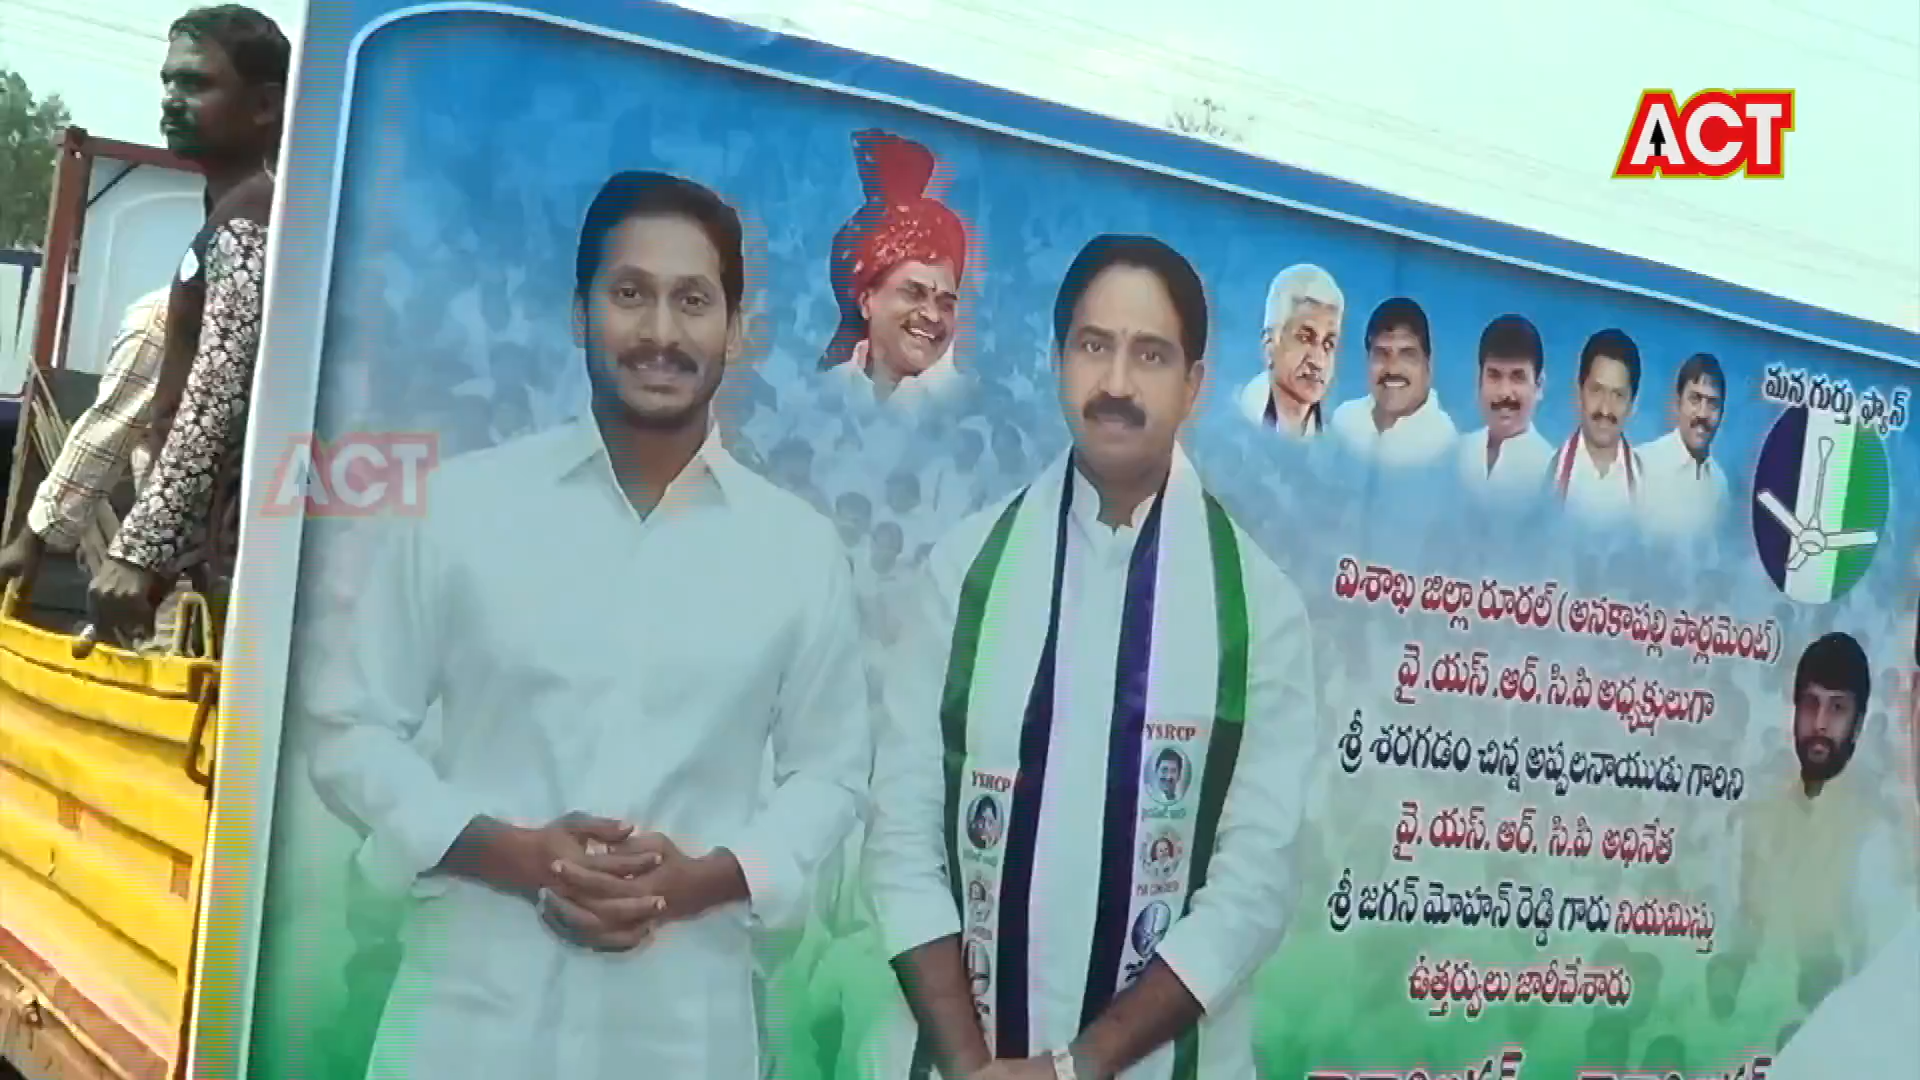 ACT
మన గుర్తు ఫ్యాన్
ACT
విశాఖ జిల్లా రూరల్ (అనకాపల్లి పార్లమెంట్)
వై .యస్ .ఆర్. సి.పి అధ్యక్షులుగా
శ్రీ శరగడం చిన్న అప్పలనాయుడు గారిని
YSRCP
YSRCP
వై. యస్. ఆర్. సి.పి అధినేత
శ్రీ జగన్ మోహన్ రెడ్డి గారు నియమిస్తు
ఉత్తర్వులు జారీచేశారు